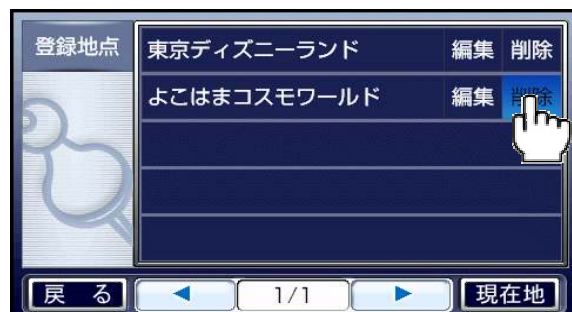 登録地点
東京ディズニーランド 編集 削除
よこはまコスモワールド 編集 削除
戻る ◀ 1/1 ▶ 現在地